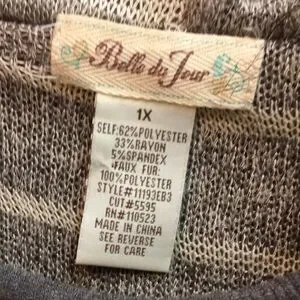 Belle du Jour
1X
SELF:62%POLYESTER
33%RAYON
5%SPANDEX
FAUX FUR:
100%POLYESTER
STYLE#11193EB3
CUT#5595
RN#110523
MADE IN CHINA
SEE REVERSE
FOR CARE